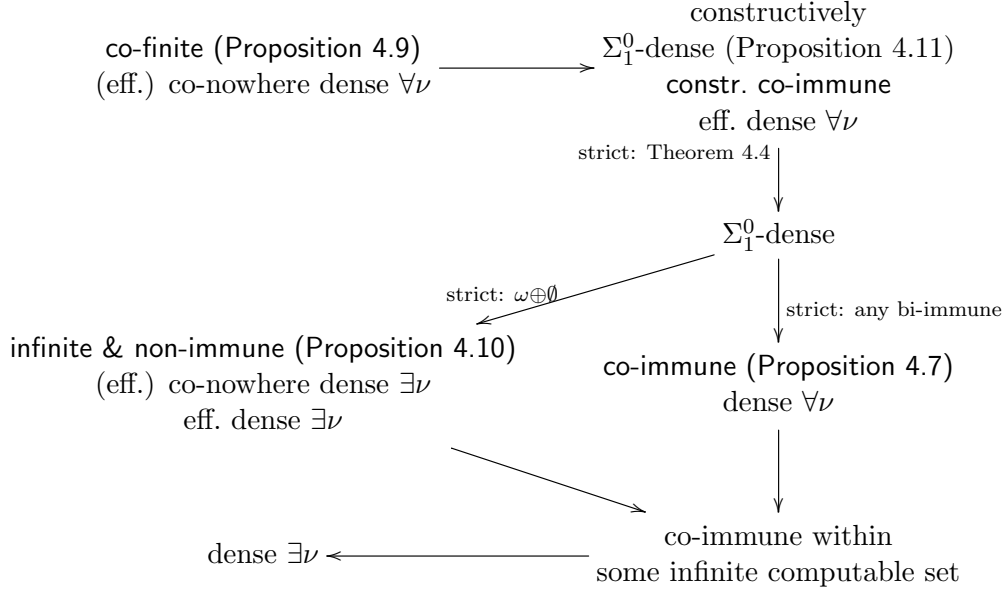 co-finite (Proposition 4.9)
(eff.) co-nowhere dense ∀ν
constructively
Σ⁰₁-dense (Proposition 4.11)
constr. co-immune
eff. dense ∀ν
strict: Theorem 4.4
Σ⁰₁-dense
strict: ω⊕∅
strict: any bi-immune
infinite & non-immune (Proposition 4.10)
(eff.) co-nowhere dense ∃ν
eff. dense ∃ν
co-immune (Proposition 4.7)
dense ∀ν
dense ∃ν
co-immune within
some infinite computable set